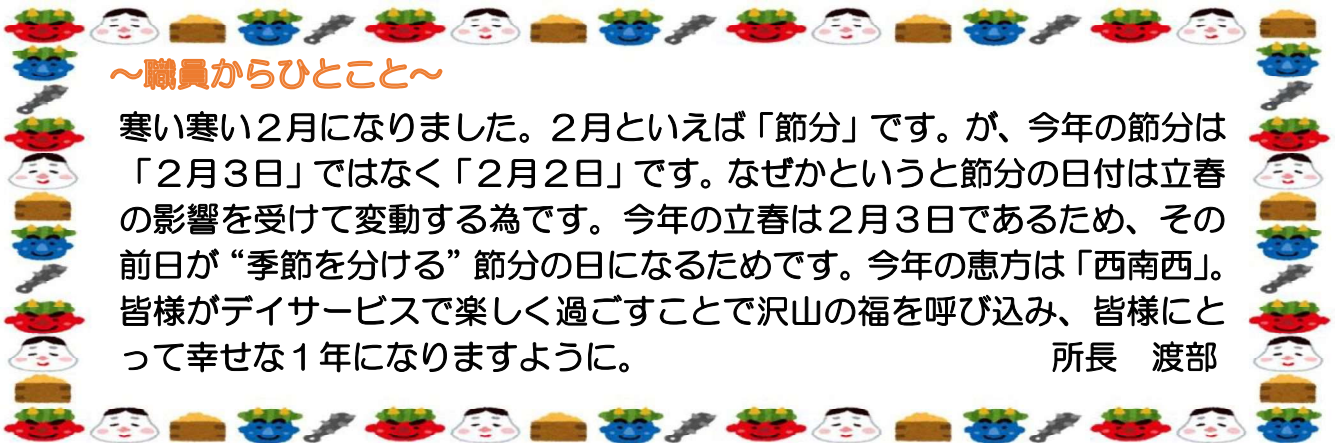 ～職員からひとこと～
寒い寒い２月になりました。２月といえば「節分」です。が、今年の節分は
「２月３日」ではなく「２月２日」です。なぜかというと節分の日付は立春
の影響を受けて変動する為です。今年の立春は２月３日であるため、その
前日が“季節を分ける”節分の日になるためです。今年の恵方は「西南西」。
皆様がデイサービスで楽しく過ごすことで沢山の福を呼び込み、皆様にと
って幸せな１年になりますように。　所長　渡部